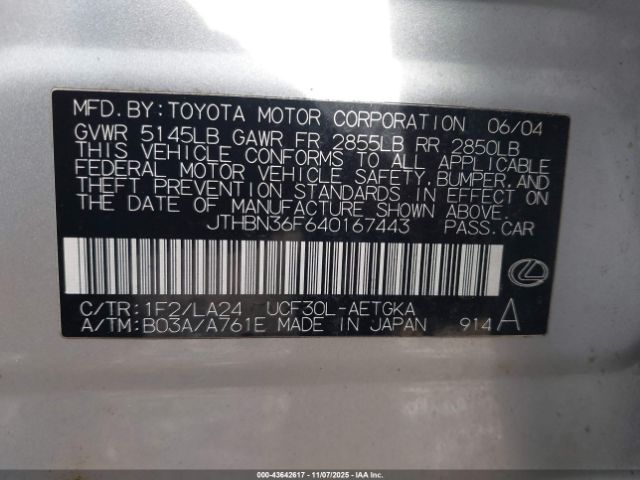 MFD. BY: TOYOTA MOTOR CORPORATION 06/04
GVWR 5145LB GAWR FR 2855LB RR 2850LB
THIS VEHICLE CONFORMS TO ALL APPLICABLE
FEDERAL MOTOR VEHICLE SAFETY, BUMPER, AND
THEFT PREVENTION STANDARDS IN EFFECT ON
THE DATE OF MANUFACTURE SHOWN ABOVE.
JTHBN36F640167443 PASS. CAR
C/TR: 1F2/LA24 UCF30L-AETGKA
A/TM: B03A/A761E MADE IN JAPAN 914 A
000-43642617 - 11/07/2025 - IAAI